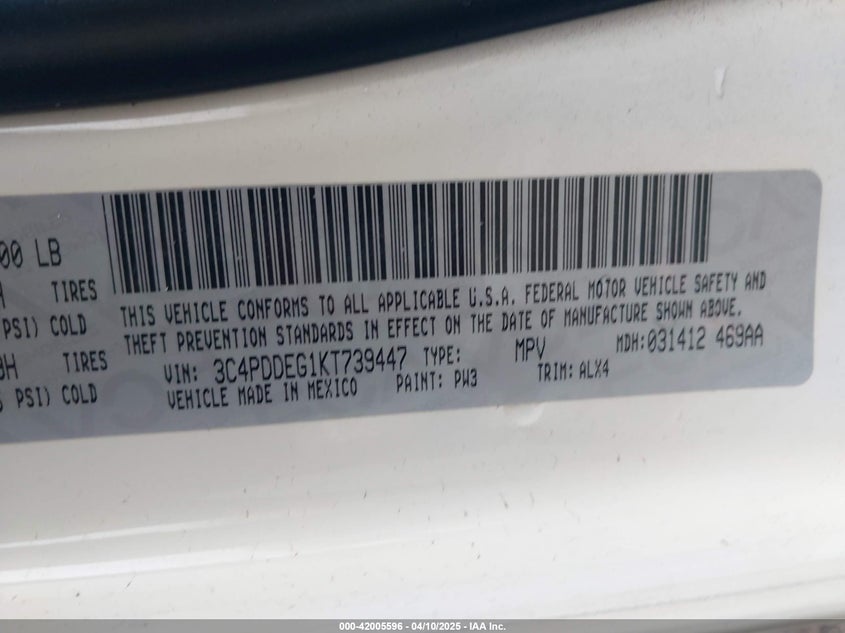 00 LB
TIRES
PSI) COLD
TIRES
PSI) COLD
THIS VEHICLE CONFORMS TO ALL APPLICABLE U.S.A. FEDERAL MOTOR VEHICLE SAFETY AND
THEFT PREVENTION STANDARDS IN EFFECT ON THE DATE OF MANUFACTURE SHOWN ABOVE.
VIN: 3C4PDDEG1KT739447 TYPE: MPV MDH: 031412 469AA
VEHICLE MADE IN MEXICO PAINT: PW3 TRIM: ALX4
000-42005596 - 04/10/2025 - IAA Inc.